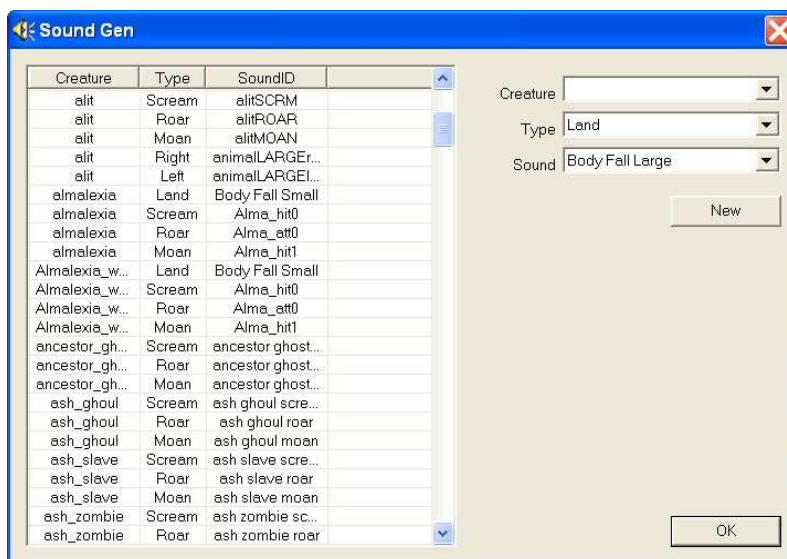 Sound Gen
Creature Type SoundID
alit Scream alitSCRM
alit Roar alitROAR
alit Moan alitMOAN
alit Right animalLARGEr...
alit Left animalLARGEl...
almalexia Land Body Fall Small
almalexia Scream Alma_hit0
almalexia Roar Alma_att0
almalexia Moan Alma_hit1
Almalexia_w... Land Body Fall Small
Almalexia_w... Scream Alma_hit0
Almalexia_w... Roar Alma_att0
Almalexia_w... Moan Alma_hit1
ancestor_gh... Scream ancestor ghost...
ancestor_gh... Roar ancestor ghost...
ancestor_gh... Moan ancestor ghost...
ash_ghoul Scream ash ghoul scre...
ash_ghoul Roar ash ghoul roar
ash_ghoul Moan ash ghoul moan
ash_slave Scream ash slave scre...
ash_slave Roar ash slave roar
ash_slave Moan ash slave moan
ash_zombie Scream ash zombie sc...
ash_zombie Roar ash zombie roar
Creature
Type Land
Sound Body Fall Large
New
OK